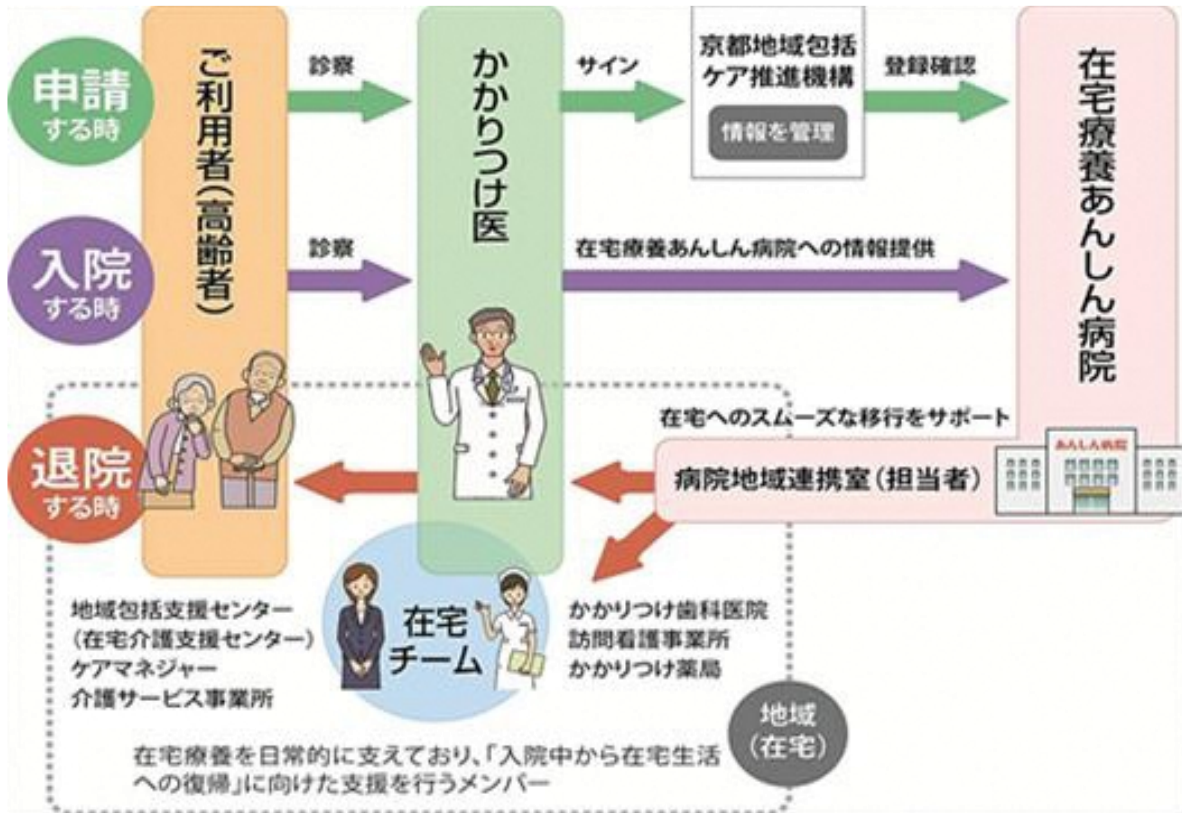 申請
する時
ご利用者(高齢者)
診察
かかりつけ医
サイン
京都地域包括
ケア推進機構
情報を管理
登録確認
在宅療養あんしん病院
入院
する時
診察
在宅療養あんしん病院への情報提供
退院
する時
在宅へのスムーズな移行をサポート
病院地域連携室(担当者)
あんしん病院
地域包括支援センター
(在宅介護支援センター)
ケアマネジャー
介護サービス事業所
在宅
チーム
かかりつけ歯科医院
訪問看護事業所
かかりつけ薬局
地域
(在宅)
在宅療養を日常的に支えており、「入院中から在宅生活
への復帰」に向けた支援を行うメンバー